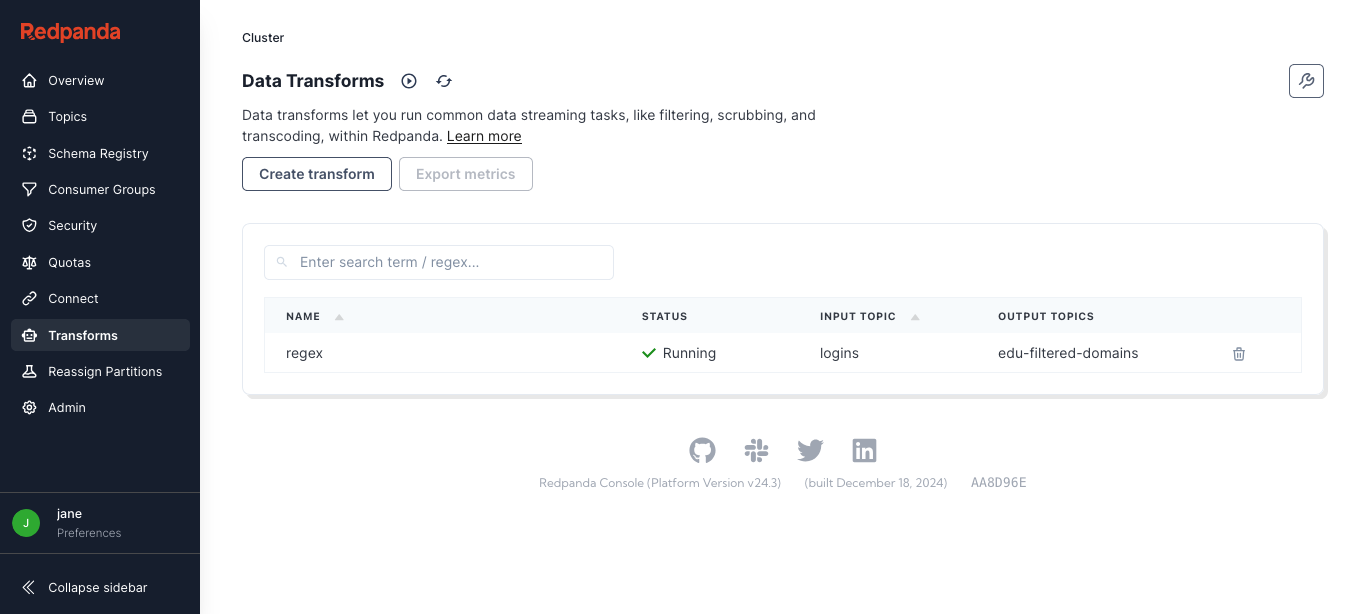 Redpanda
Overview
Topics
Schema Registry
Consumer Groups
Security
Quotas
Connect
Transforms
Reassign Partitions
Admin
J
jane
Preferences
Collapse sidebar
Cluster
Data Transforms
Data transforms let you run common data streaming tasks, like filtering, scrubbing, and
transcoding, within Redpanda. Learn more
Create transform Export metrics
Enter search term / regex...
NAME STATUS INPUT TOPIC OUTPUT TOPICS
regex Running logins edu-filtered-domains
in
Redpanda Console (Platform Version v24.3) (built December 18, 2024) AA8D96E